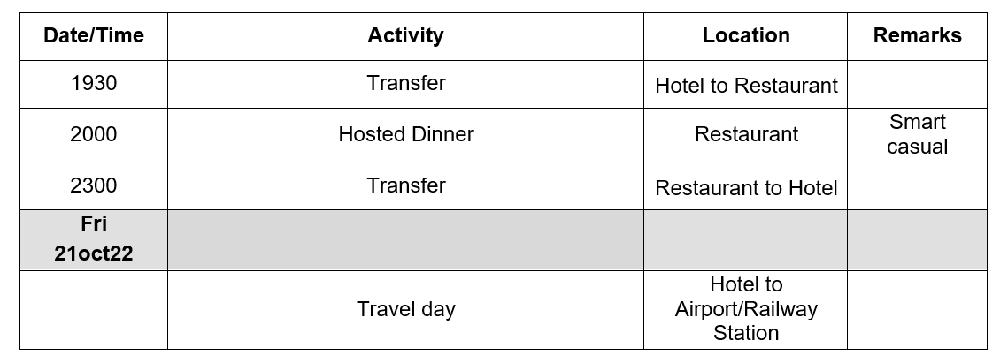 Date/Time Activity Location Remarks
1930 Transfer Hotel to Restaurant
2000 Hosted Dinner Restaurant Smart
casual
2300 Transfer Restaurant to Hotel
Fri
21oct22
Travel day Hotel to
Airport/Railway
Station